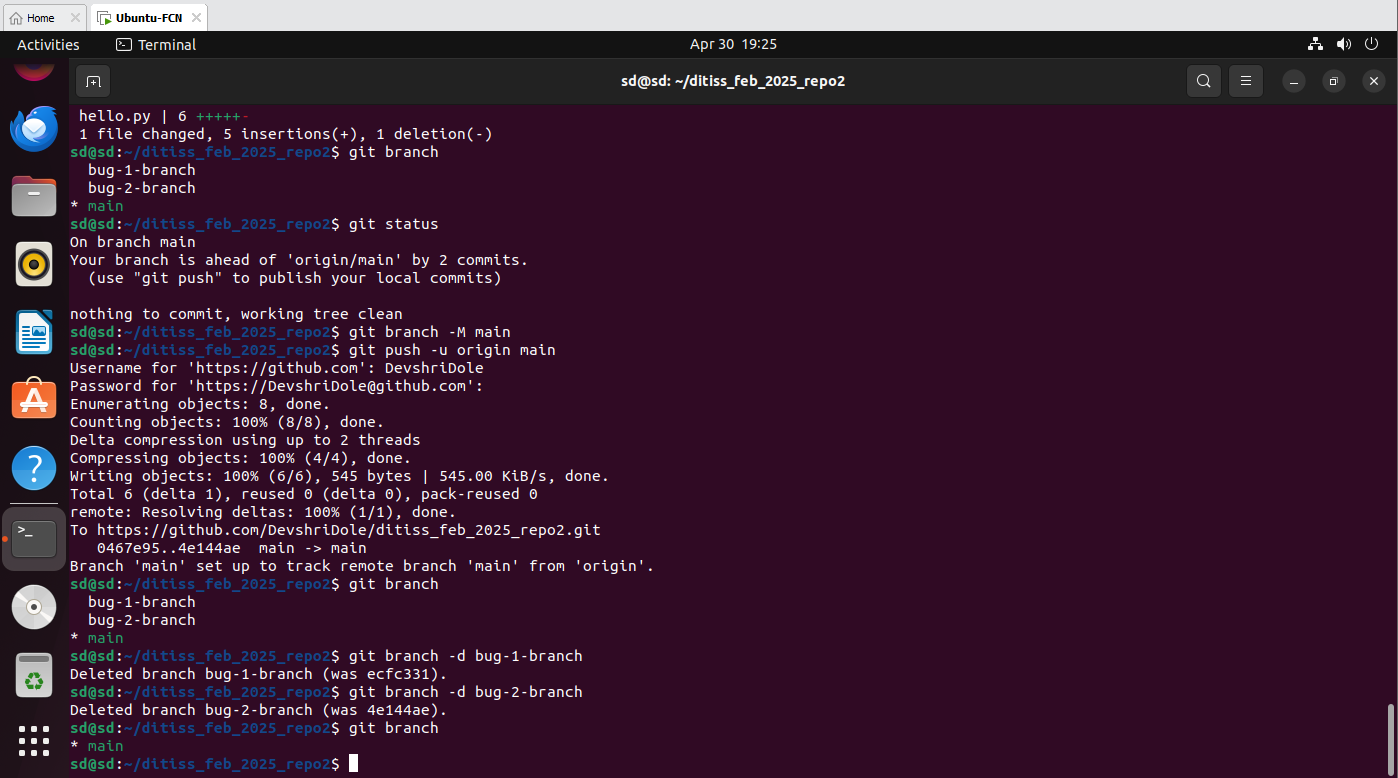 Home
Ubuntu-FCN
Activities
Terminal
Apr 30 19:25
sd@sd: ~/ditiss_feb_2025_repo2
 hello.py | 6 +++++-
 1 file changed, 5 insertions(+), 1 deletion(-)
sd@sd:~/ditiss_feb_2025_repo2$ git branch
  bug-1-branch
  bug-2-branch
* main
sd@sd:~/ditiss_feb_2025_repo2$ git status
On branch main
Your branch is ahead of 'origin/main' by 2 commits.
  (use "git push" to publish your local commits)

nothing to commit, working tree clean
sd@sd:~/ditiss_feb_2025_repo2$ git branch -M main
sd@sd:~/ditiss_feb_2025_repo2$ git push -u origin main
Username for 'https://github.com': DevshriDole
Password for 'https://DevshriDole@github.com':
Enumerating objects: 8, done.
Counting objects: 100% (8/8), done.
Delta compression using up to 2 threads
Compressing objects: 100% (4/4), done.
Writing objects: 100% (6/6), 545 bytes | 545.00 KiB/s, done.
Total 6 (delta 1), reused 0 (delta 0), pack-reused 0
remote: Resolving deltas: 100% (1/1), done.
To https://github.com/DevshriDole/ditiss_feb_2025_repo2.git
   0467e95..4e144ae  main -> main
Branch 'main' set up to track remote branch 'main' from 'origin'.
sd@sd:~/ditiss_feb_2025_repo2$ git branch
  bug-1-branch
  bug-2-branch
* main
sd@sd:~/ditiss_feb_2025_repo2$ git branch -d bug-1-branch
Deleted branch bug-1-branch (was ecfc331).
sd@sd:~/ditiss_feb_2025_repo2$ git branch -d bug-2-branch
Deleted branch bug-2-branch (was 4e144ae).
sd@sd:~/ditiss_feb_2025_repo2$ git branch
* main
sd@sd:~/ditiss_feb_2025_repo2$